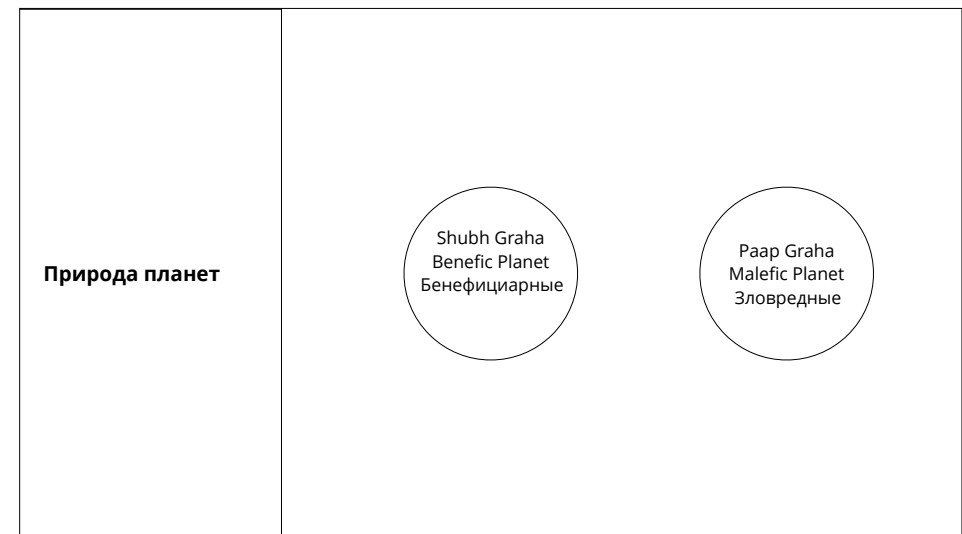 Природа планет
Shubh Graha
Benefic Planet
Бенефициарные
Paap Graha
Malefic Planet
Зловредные